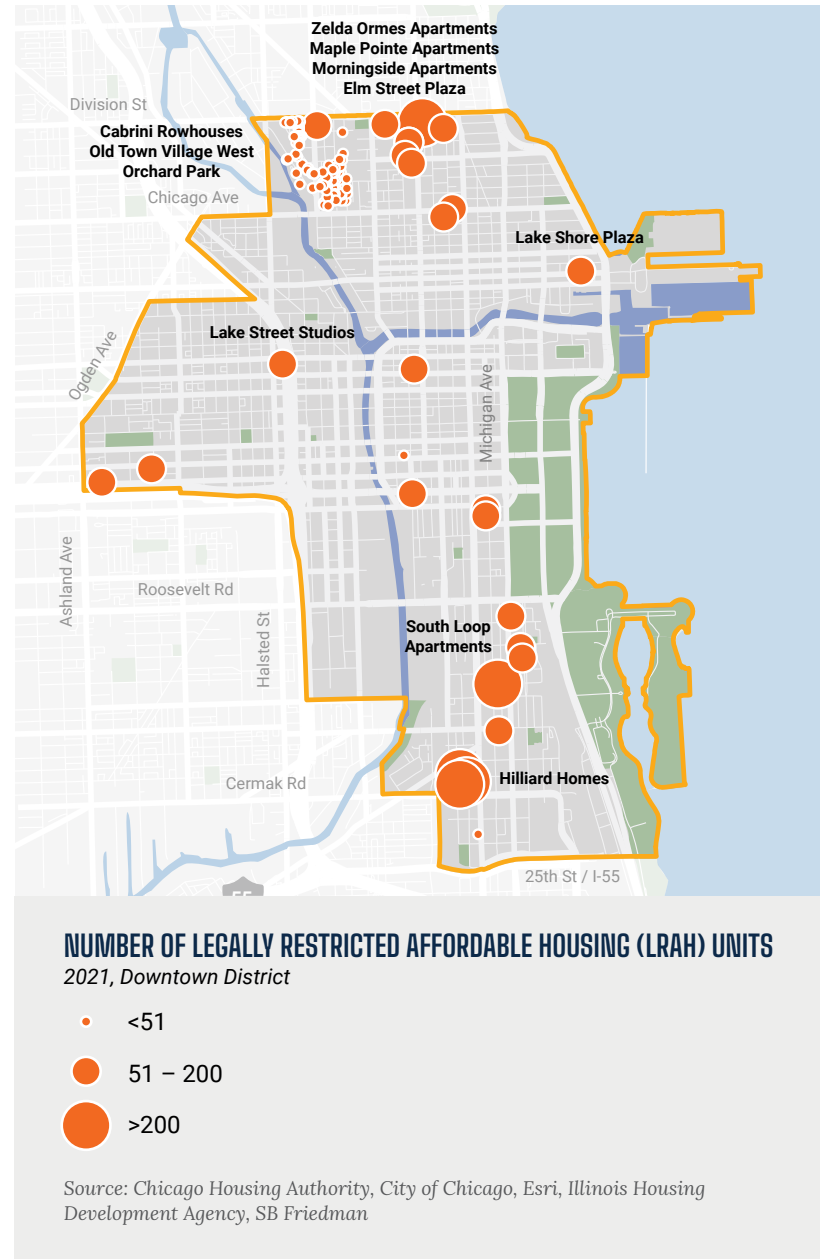 Zelda Ormes Apartments
Maple Pointe Apartments
Morningside Apartments
Elm Street Plaza
Division St
Cabrini Rowhouses
Old Town Village West
Orchard Park
Chicago Ave
Lake Shore Plaza
Lake Street Studios
Ogden Ave
Michigan Ave
Ashland Ave
Roosevelt Rd
Halsted St
South Loop
Apartments
Cermak Rd
Hilliard Homes
25th St / I-55
55
NUMBER OF LEGALLY RESTRICTED AFFORDABLE HOUSING (LRAH) UNITS
2021, Downtown District
<51
51 – 200
>200
Source: Chicago Housing Authority, City of Chicago, Esri, Illinois Housing
Development Agency, SB Friedman